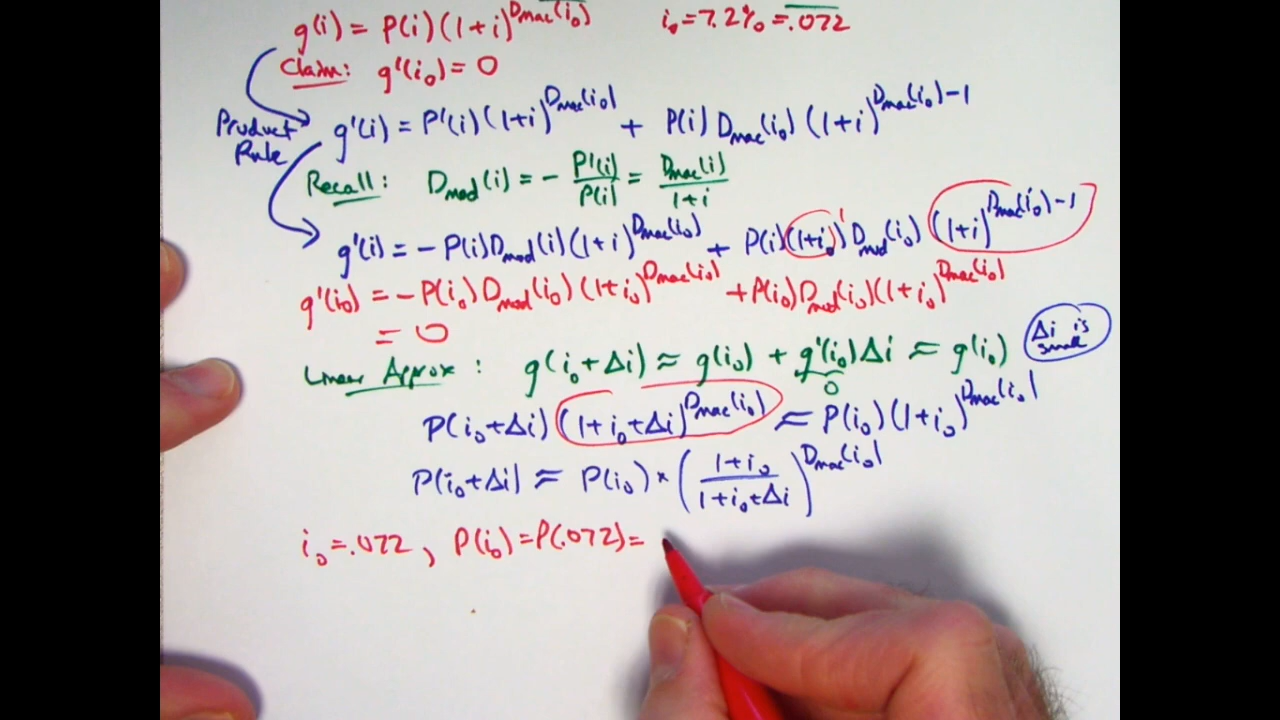 g(i) = P(i)(1+i)^Dmac(i₀) i₀ = 7.2% = .072
Claim: g'(i₀) = 0
Product Rule g'(i) = P'(i)(1+i)^Dmac(i₀) + P(i) Dmac(i₀) (1+i)^Dmac(i₀)-1
Recall: Dmod(i) = - P'(i)/P(i) = Dmac(i)/1+i
g'(i) = -P(i)Dmod(i)(1+i)^Dmac(i₀) + P(i)(1+i₀)' Dmod(i₀) (1+i)^Dmac(i₀)-1
g'(i₀) = -P(i₀)Dmod(i₀)(1+i₀)^Dmac(i₀) + P(i₀)Dmod(i₀)(1+i₀)^Dmac(i₀)
= 0
Linear Approx: g(i₀+Δi) ≈ g(i₀) + g'(i₀)Δi ≈ g(i₀) Δi is small
0
P(i₀+Δi)(1+i₀+Δi)^Dmac(i₀) ≈ P(i₀)(1+i₀)^Dmac(i₀)
P(i₀+Δi) ≈ P(i₀) * (1+i₀/1+i₀+Δi)^Dmac(i₀)
i₀ = .072, P(i₀) = P(.072) =